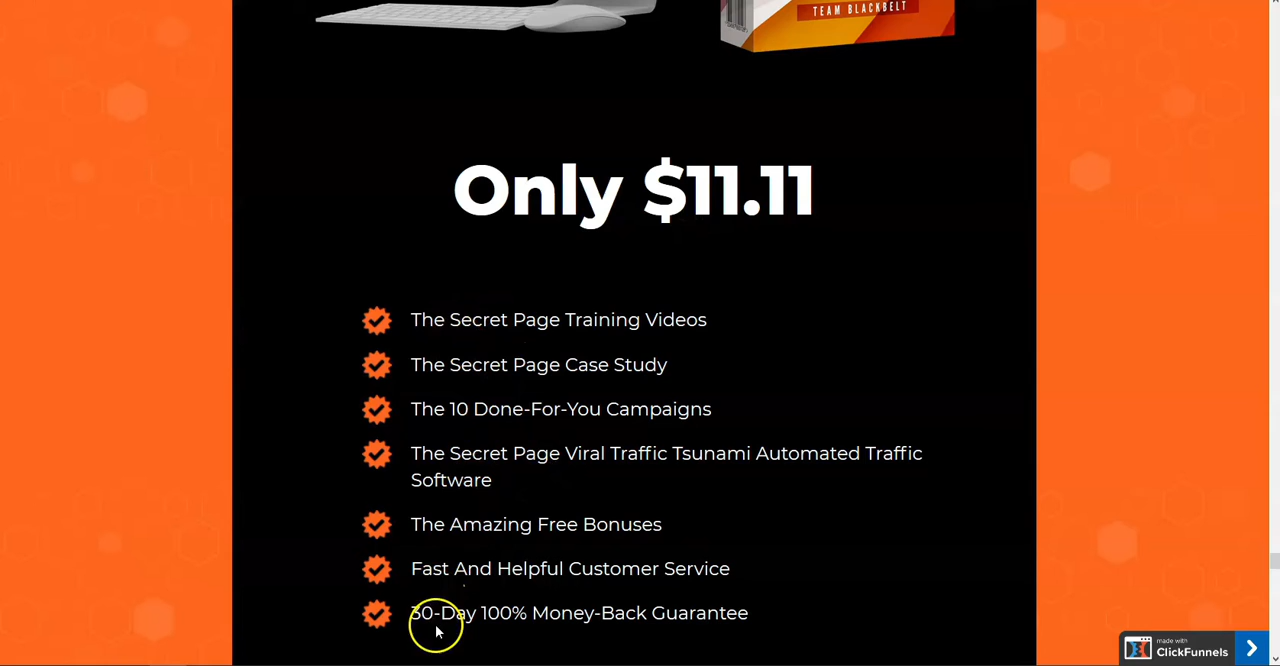 TEAM BLACKBELT
Only $11.11
The Secret Page Training Videos
The Secret Page Case Study
The 10 Done-For-You Campaigns
The Secret Page Viral Traffic Tsunami Automated Traffic
Software
The Amazing Free Bonuses
Fast And Helpful Customer Service
30-Day 100% Money-Back Guarantee
made with
ClickFunnels